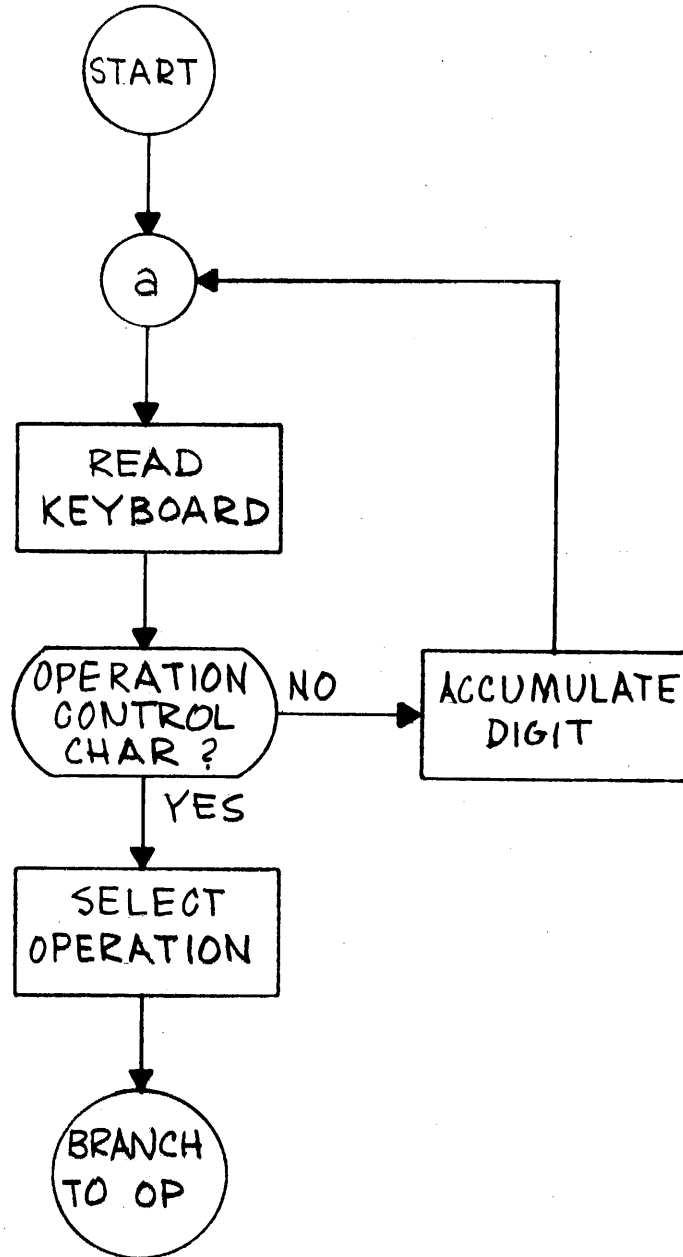 START
a
READ
KEYBOARD
OPERATION
CONTROL
CHAR ?
NO
ACCUMULATE
DIGIT
YES
SELECT
OPERATION
BRANCH
TO OP